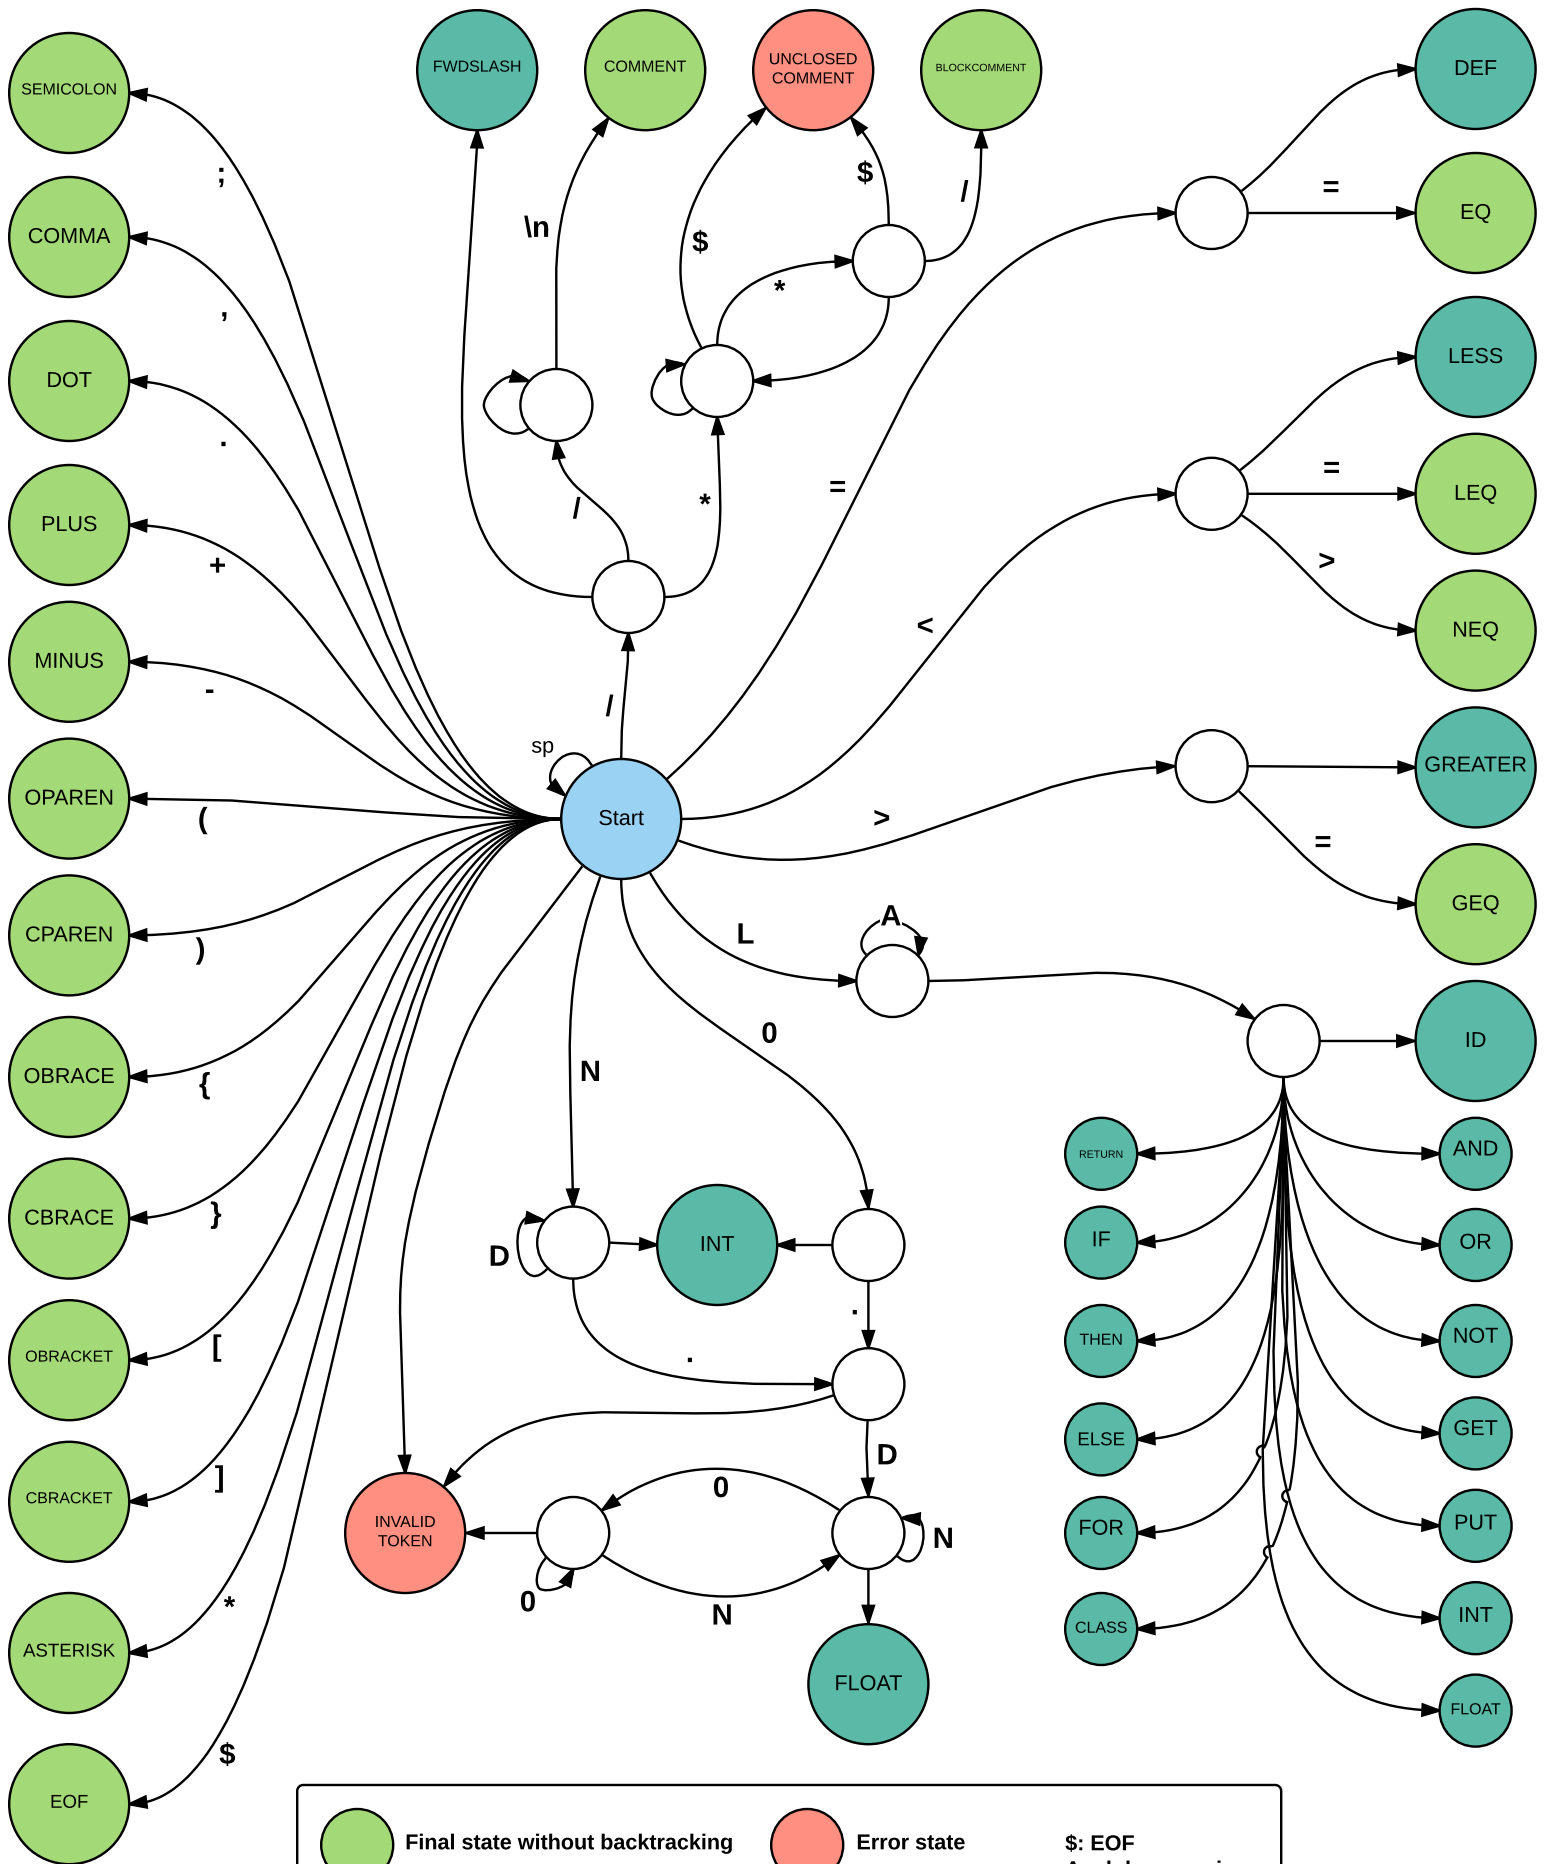 SEMICOLON
COMMA
DOT
PLUS
MINUS
OPAREN
CPAREN
OBRACE
CBRACE
OBRACKET
CBRACKET
ASTERISK
EOF
;
,
.
+
-
(
)
{
}
[
]
*
$
FWDSLASH
COMMENT
UNCLOSED
COMMENT
BLOCKCOMMENT
\n
$
$
/
*
/
*
/
sp
Start
=
<
>
L
A
0
N
=
=
>
=
DEF
EQ
LESS
LEQ
NEQ
GREATER
GEQ
ID
D
INT
.
.
D
INVALID
TOKEN
0
0
N
N
FLOAT
RETURN
IF
THEN
ELSE
FOR
CLASS
AND
OR
NOT
GET
PUT
INT
FLOAT
Final state without backtracking
Error state
$: EOF